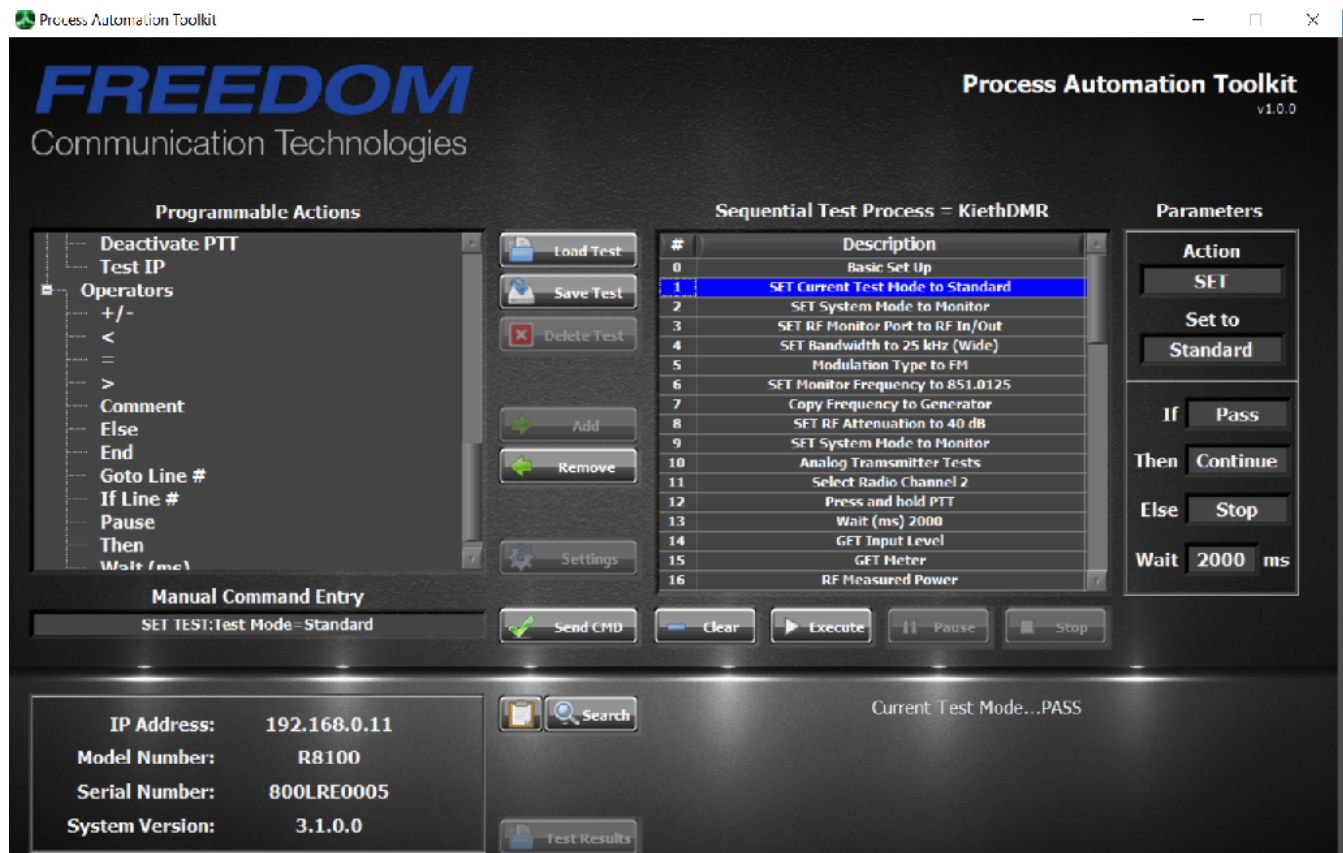 Process Automation Toolkit
FREEDOM
Communication Technologies
Process Automation Toolkit
v1.0.0
Programmable Actions
Deactivate PTT
Test IP
Operators
+/-
<
=
>
Comment
Else
End
Goto Line #
If Line #
Pause
Then
Wait (ms)
Manual Command Entry
SET TEST:Test Mode=Standard
Load Test
Save Test
Delete Test
Add
Remove
Settings
Send CMD
Sequential Test Process = KiethDMR
# Description
0 Basic Set Up
1 SET Current Test Mode to Standard
2 SET System Mode to Monitor
3 SET RF Monitor Port to RF In/Out
4 SET Bandwidth to 25 kHz (Wide)
5 Modulation Type to FM
6 SET Monitor Frequency to 851.0125
7 Copy Frequency to Generator
8 SET RF Attenuation to 40 dB
9 SET System Mode to Monitor
10 Analog Tramsmitter Tests
11 Select Radio Channel 2
12 Press and hold PTT
13 Wait (ms) 2000
14 GET Input Level
15 GET Meter
16 RF Measured Power
Clear Execute Pause Stop
Parameters
Action
SET
Set to
Standard
If Pass
Then Continue
Else Stop
Wait 2000 ms
IP Address: 192.168.0.11
Model Number: R8100
Serial Number: 800LRE0005
System Version: 3.1.0.0
Search
Test Results
Current Test Mode...PASS